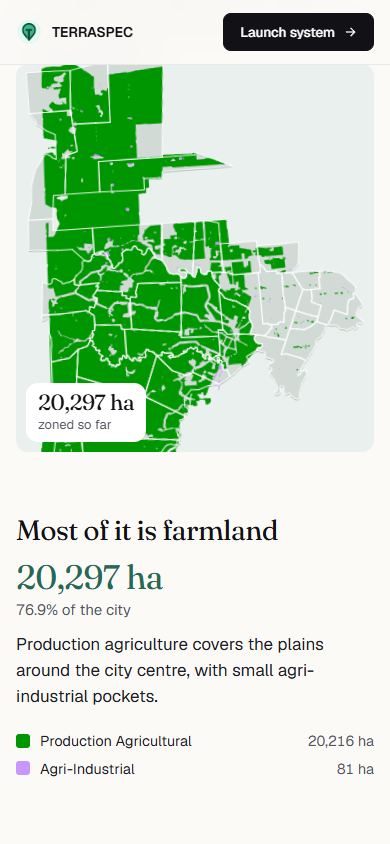 TERRASPEC
Launch system →
20,297 ha
zoned so far
Most of it is farmland
20,297 ha
76.9% of the city
Production agriculture covers the plains
around the city centre, with small agri-
industrial pockets.
Production Agricultural 20,216 ha
Agri-Industrial 81 ha